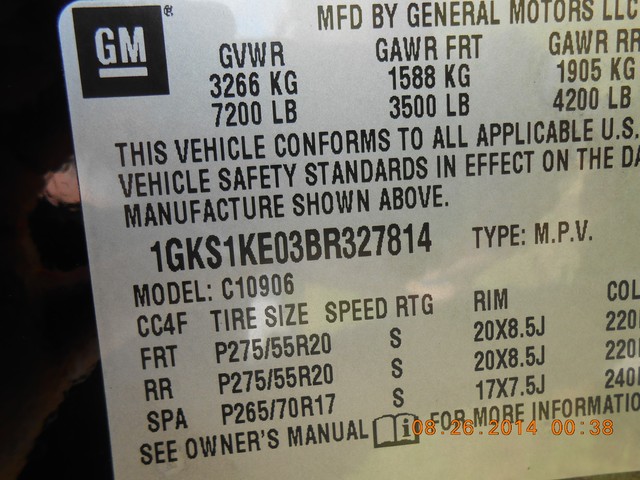 GM
MFD BY GENERAL MOTORS LLC
GVWR GAWR FRT GAWR RR
3266 KG 1588 KG 1905 KG
7200 LB 3500 LB 4200 LB
THIS VEHICLE CONFORMS TO ALL APPLICABLE U.S.
VEHICLE SAFETY STANDARDS IN EFFECT ON THE DA
MANUFACTURE SHOWN ABOVE.
1GKS1KE03BR327814 TYPE: M.P.V.
MODEL: C10906
CC4F TIRE SIZE SPEED RTG RIM COL
FRT P275/55R20 S 20X8.5J 220
RR P275/55R20 S 20X8.5J 220
SPA P265/70R17 S 17X7.5J 240
SEE OWNER'S MANUAL i FOR MORE INFORMATIO
08.26.2014 00:38